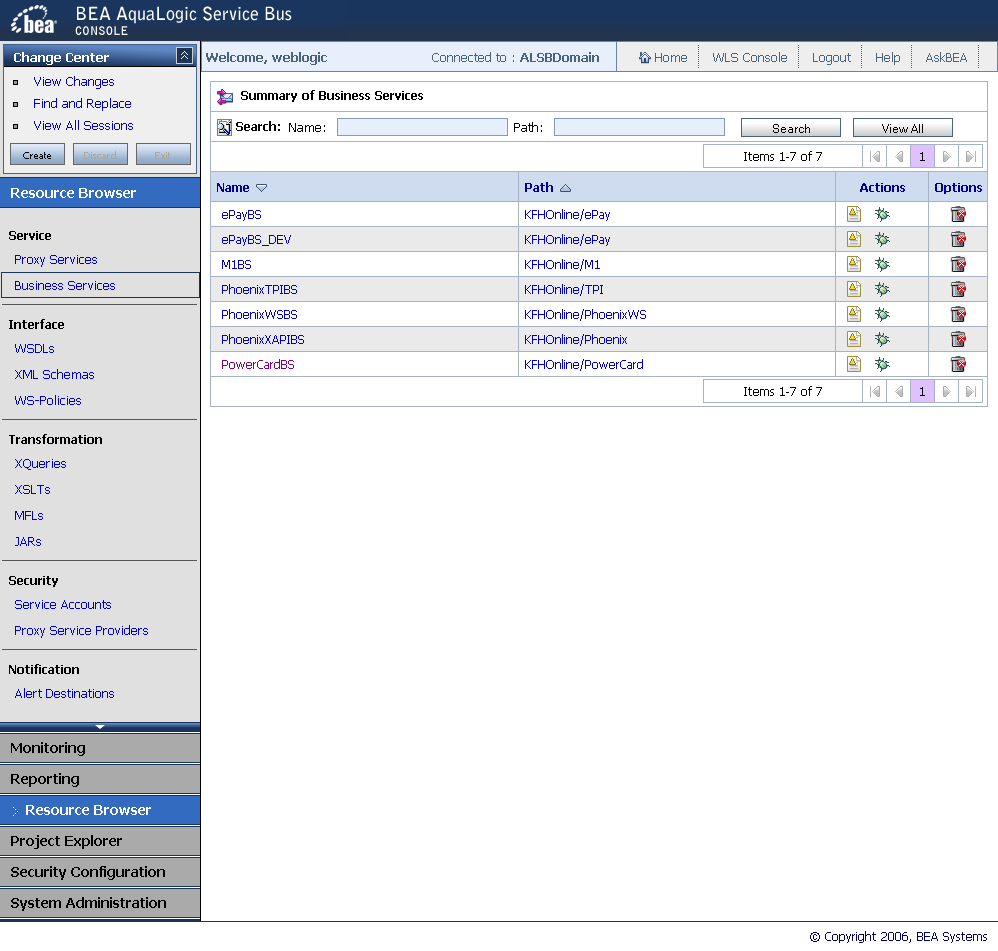 bea
BEA AquaLogic Service Bus
CONSOLE
Change Center
View Changes
Find and Replace
View All Sessions
Create Discard Exit
Resource Browser
Service
Proxy Services
Business Services
Interface
WSDLs
XML Schemas
WS-Policies
Transformation
XQueries
XSLTs
MFLs
JARs
Security
Service Accounts
Proxy Service Providers
Notification
Alert Destinations
Monitoring
Reporting
Resource Browser
Project Explorer
Security Configuration
System Administration
Welcome, weblogic Connected to : ALSBDomain Home WLS Console Logout Help AskBEA
Summary of Business Services
Search: Name: Path: Search View All
Items 1-7 of 7 1
Name Path Actions Options
ePayBS KFHOnline/ePay
ePayBS_DEV KFHOnline/ePay
M1BS KFHOnline/M1
PhoenixTPIBS KFHOnline/TPI
PhoenixWSBS KFHOnline/PhoenixWS
PhoenixXAPIBS KFHOnline/Phoenix
PowerCardBS KFHOnline/PowerCard
Items 1-7 of 7 1
© Copyright 2006, BEA Systems